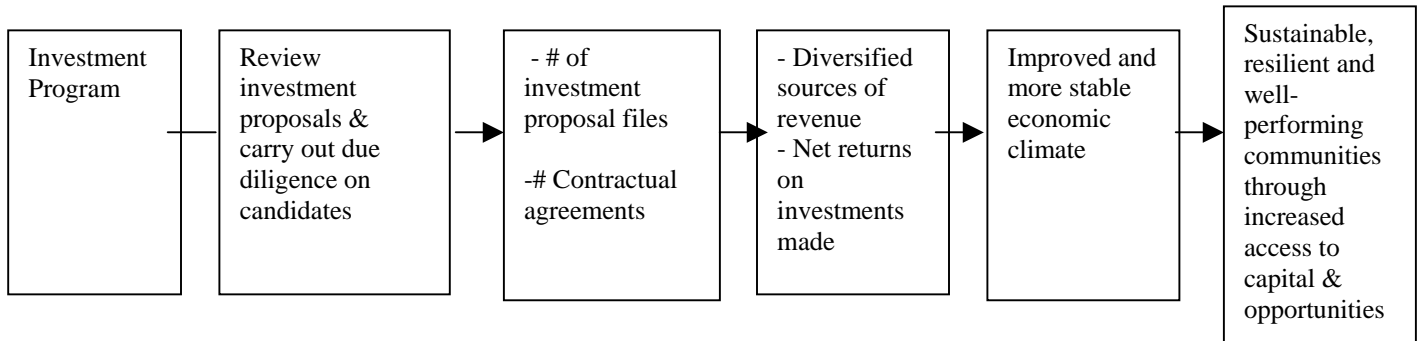 Investment
Program
Review
investment
proposals &
carry out due
diligence on
candidates
- # of
investment
proposal files
-# Contractual
agreements
- Diversified
sources of
revenue
- Net returns
on
investments
made
Improved and
more stable
economic
climate
Sustainable,
resilient and
well-
performing
communities
through
increased
access to
capital &
opportunities